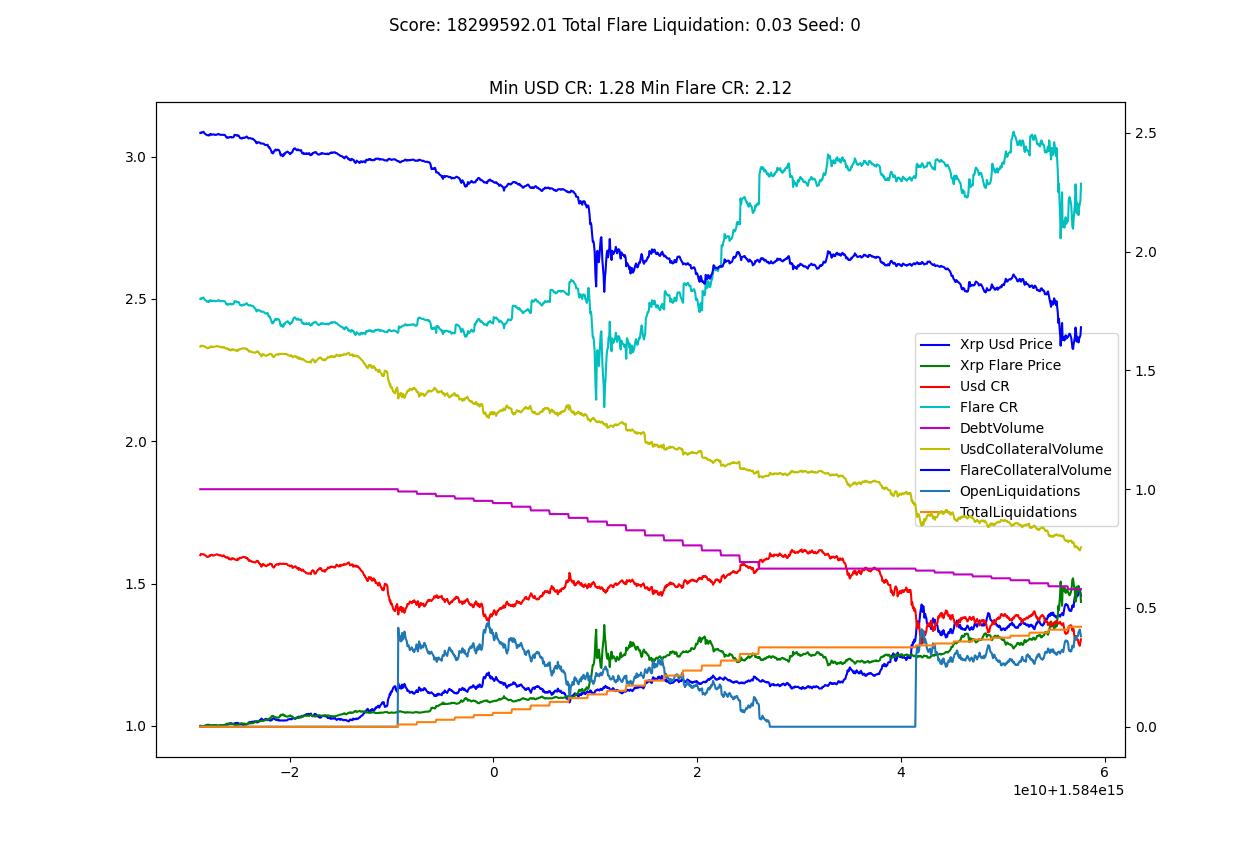 Score: 18299592.01 Total Flare Liquidation: 0.03 Seed: 0
Min USD CR: 1.28 Min Flare CR: 2.12
3.0
2.5
2.0
1.5
1.0
2.5
2.0
1.5
1.0
0.5
0.0
Xrp Usd Price
Xrp Flare Price
Usd CR
Flare CR
DebtVolume
UsdCollateralVolume
FlareCollateralVolume
OpenLiquidations
TotalLiquidations
−2 0 2 4 6
1e10+1.584e15